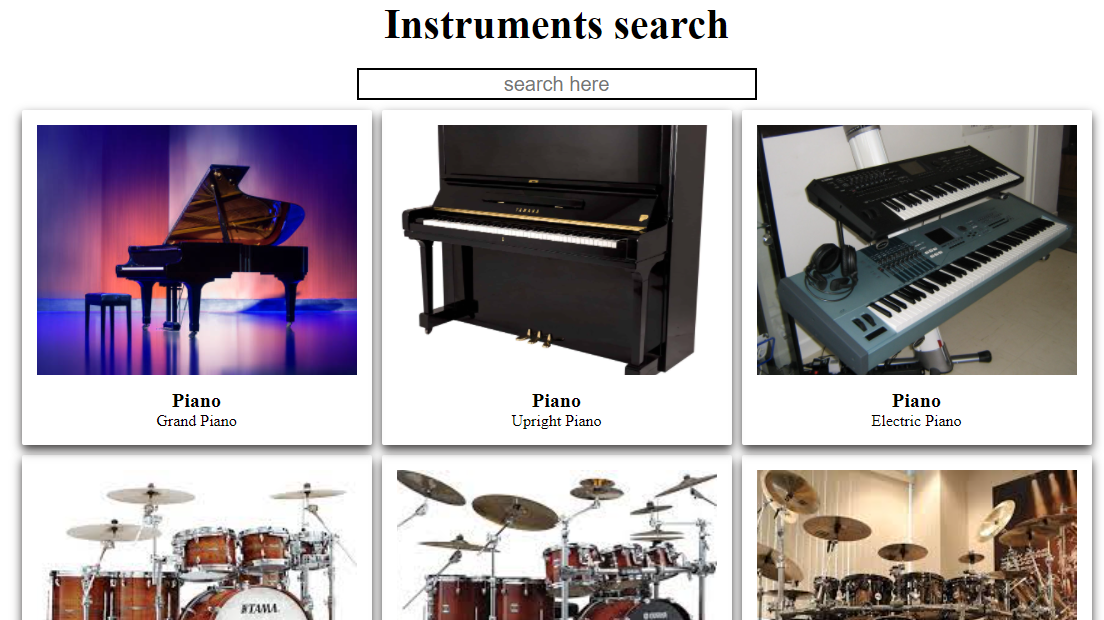 Instruments search
search here
YAMAHA
Piano
Grand Piano
Piano
Upright Piano
Piano
Electric Piano
TAMA